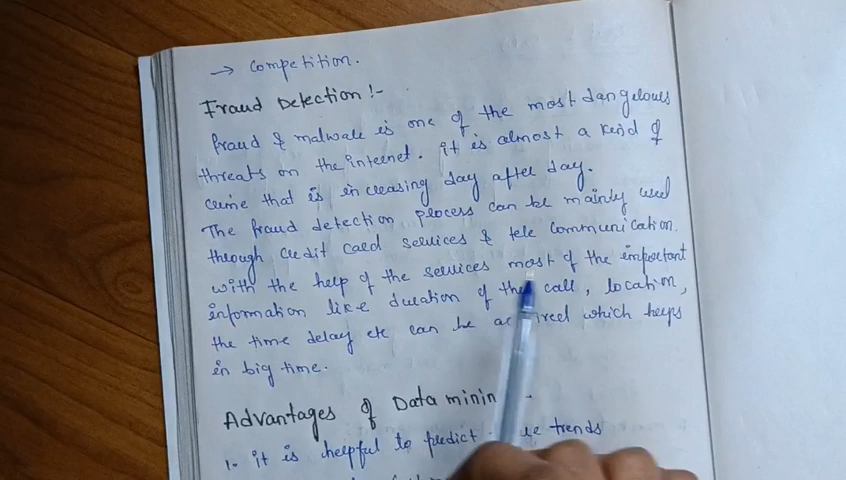 → Competition.
Fraud Detection :-
fraud & malware is one of the most dangerous
threats on the internet. it is almost a kind of
crime that is increasing day after day.
The fraud detection process can be mainly used
through credit card services & tele communication.
with the help of the services most of the important
information like duration of the call, location,
the time delay etc can be which helps
in big time.
Advantages of Data
1. it is helpful to predict trends